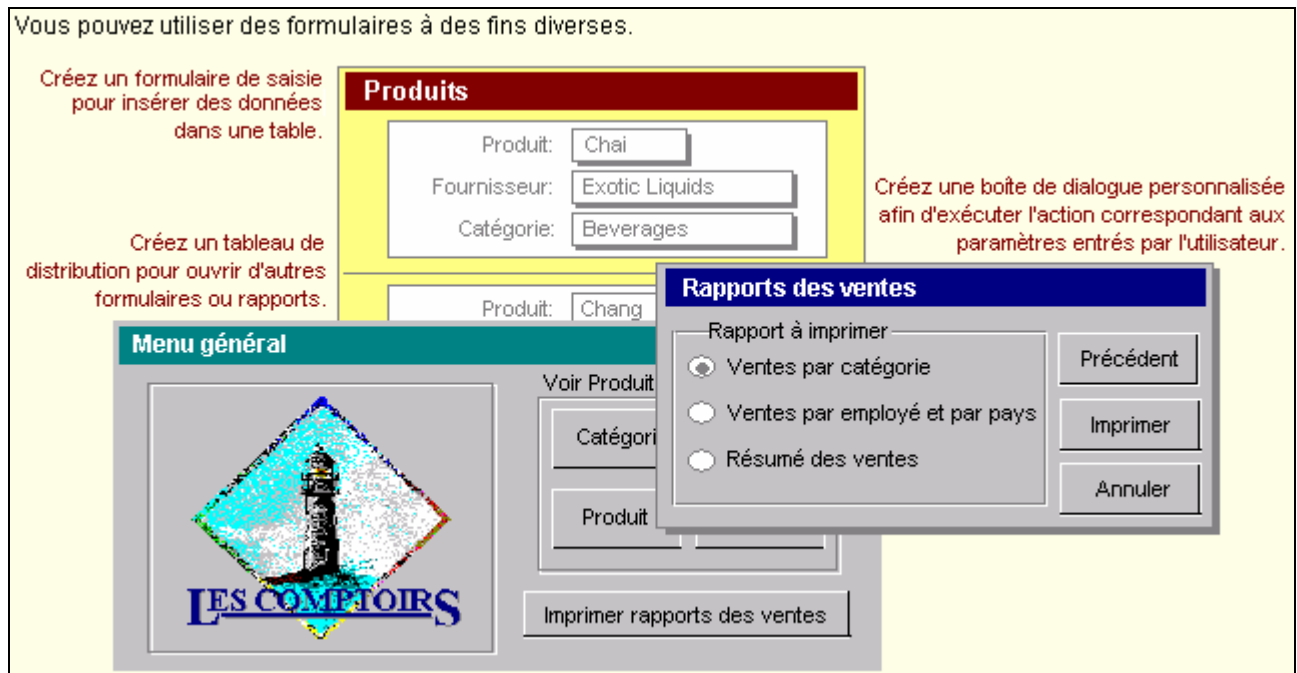 Vous pouvez utiliser des formulaires à des fins diverses.
Créez un formulaire de saisie
pour insérer des données
dans une table.
Produits
Produit: Chai
Fournisseur: Exotic Liquids
Catégorie: Beverages
Créez une boîte de dialogue personnalisée
afin d'exécuter l'action correspondant aux
paramètres entrés par l'utilisateur.
Créez un tableau de
distribution pour ouvrir d'autres
formulaires ou rapports.
Produit: Chang
Rapports des ventes
Rapport à imprimer
Ventes par catégorie
Ventes par employé et par pays
Résumé des ventes
Précédent
Imprimer
Annuler
Menu général
Voir Produit
Catégori
Produit
LES COMPTOIRS
Imprimer rapports des ventes